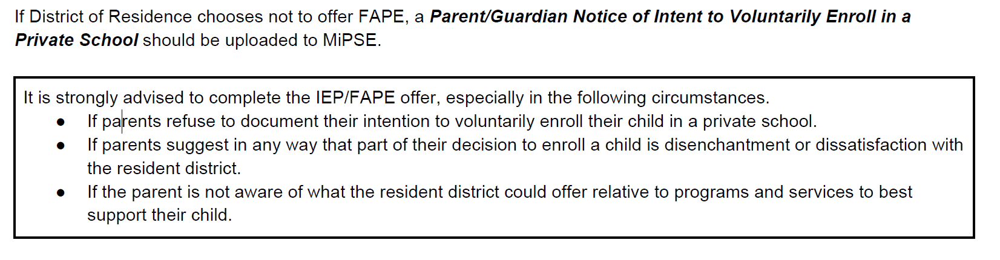 If District of Residence chooses not to offer FAPE, a Parent/Guardian Notice of Intent to Voluntarily Enroll in a
Private School should be uploaded to MiPSE.
It is strongly advised to complete the IEP/FAPE offer, especially in the following circumstances.
● If parents refuse to document their intention to voluntarily enroll their child in a private school.
● If parents suggest in any way that part of their decision to enroll a child is disenchantment or dissatisfaction with
the resident district.
● If the parent is not aware of what the resident district could offer relative to programs and services to best
support their child.